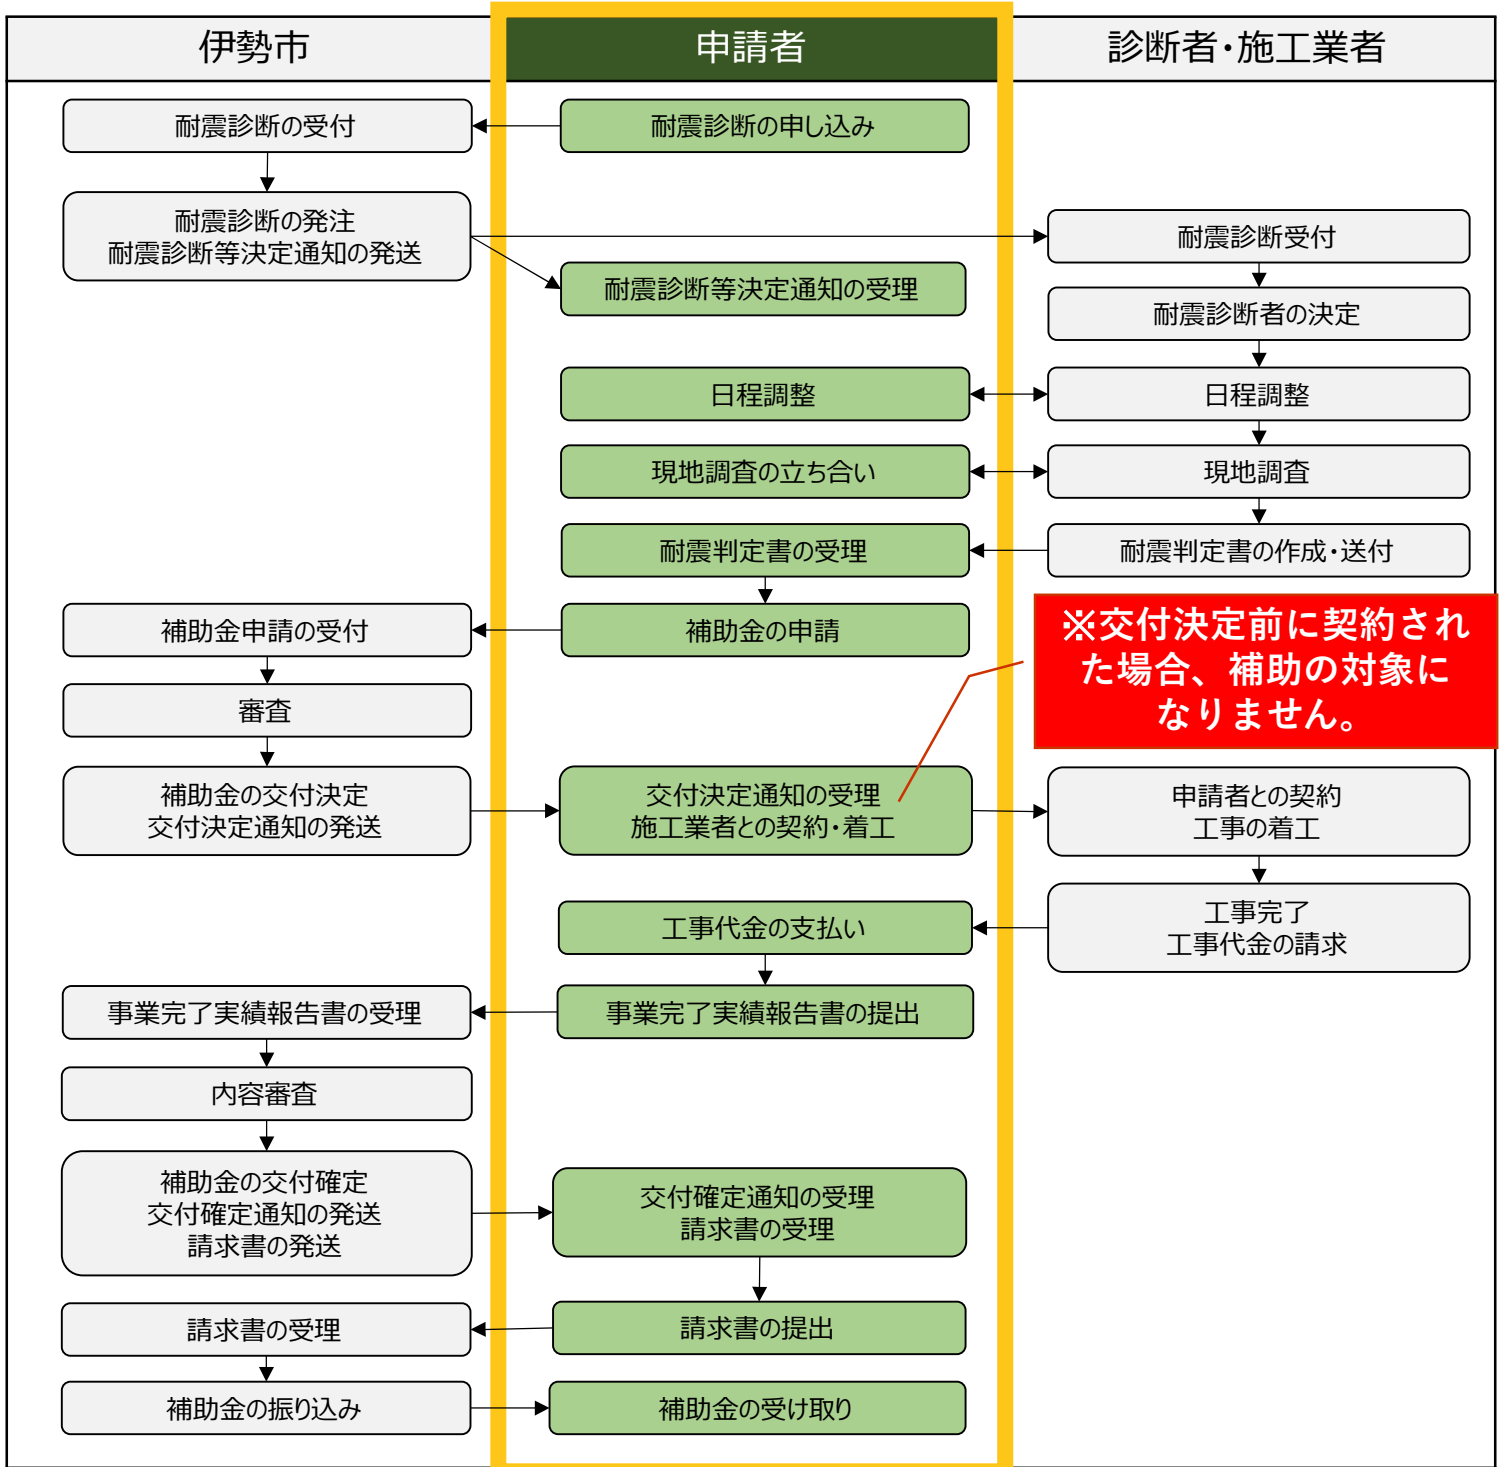 伊勢市
申請者
診断者・施工業者
耐震診断の受付
耐震診断の申し込み
耐震診断の発注
耐震診断等決定通知の発送
耐震診断受付
耐震診断等決定通知の受理
耐震診断者の決定
日程調整
日程調整
現地調査の立ち合い
現地調査
耐震判定書の受理
耐震判定書の作成・送付
補助金申請の受付
補助金の申請
※交付決定前に契約され
た場合、補助の対象に
なりません。
審査
補助金の交付決定
交付決定通知の発送
交付決定通知の受理
施工業者との契約・着工
申請者との契約
工事の着工
工事代金の支払い
工事完了
工事代金の請求
事業完了実績報告書の受理
事業完了実績報告書の提出
内容審査
補助金の交付確定
交付確定通知の発送
請求書の発送
交付確定通知の受理
請求書の受理
請求書の受理
請求書の提出
補助金の振り込み
補助金の受け取り